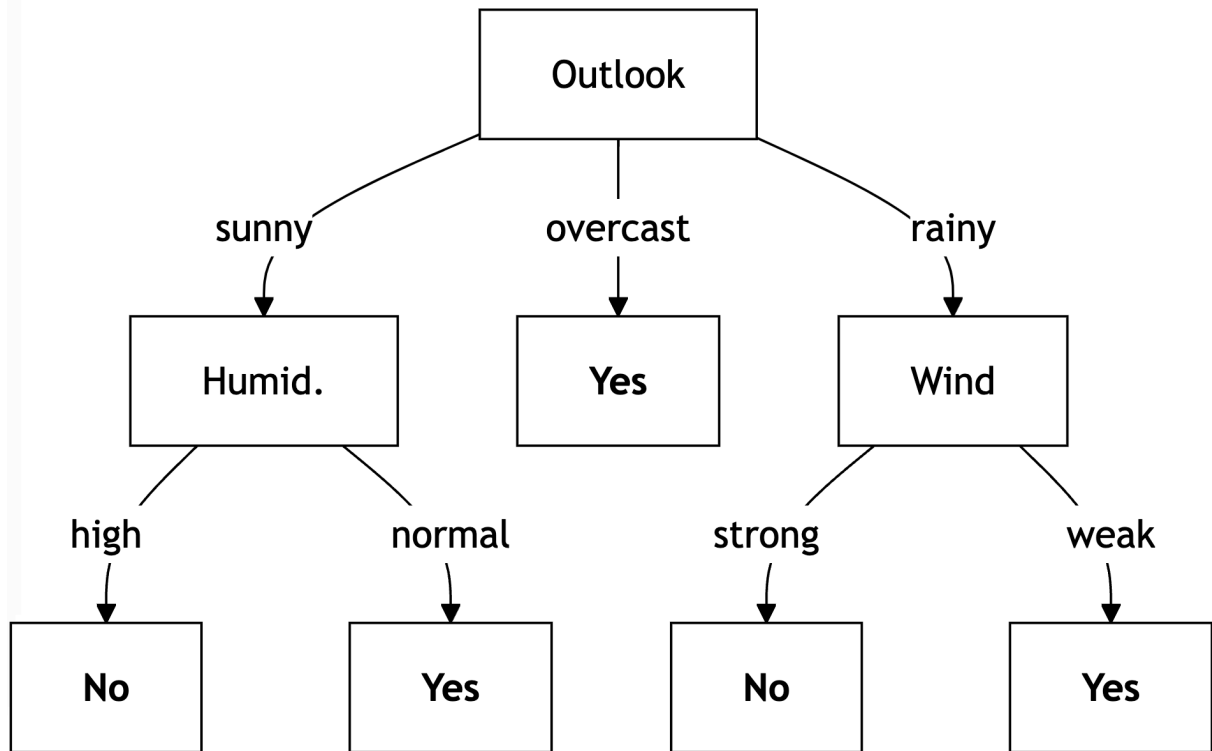 Outlook
sunny
overcast
rainy
Humid.
Yes
Wind
high
normal
strong
weak
No
Yes
No
Yes